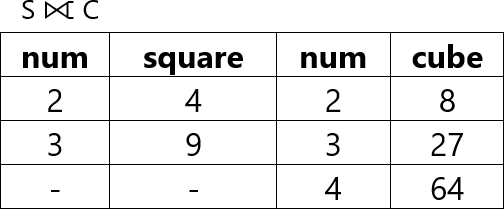 S ⟖ C
num square num cube
2 4 2 8
3 9 3 27
- - 4 64